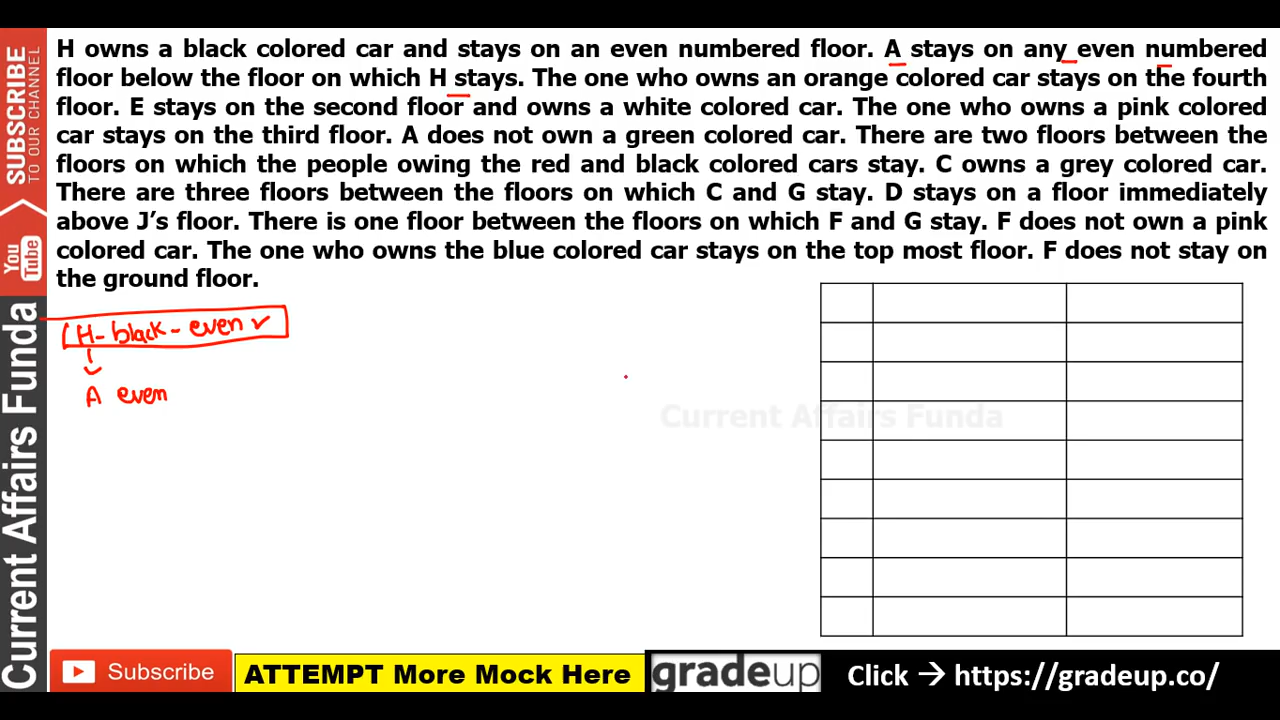 H owns a black colored car and stays on an even numbered floor. A stays on any even numbered
floor below the floor on which H stays. The one who owns an orange colored car stays on the fourth
floor. E stays on the second floor and owns a white colored car. The one who owns a pink colored
car stays on the third floor. A does not own a green colored car. There are two floors between the
floors on which the people owing the red and black colored cars stay. C owns a grey colored car.
There are three floors between the floors on which C and G stay. D stays on a floor immediately
above J's floor. There is one floor between the floors on which F and G stay. F does not own a pink
colored car. The one who owns the blue colored car stays on the top most floor. F does not stay on
the ground floor.
H- black - even ✓
A even
Current Affairs Funda
SUBSCRIBE
TO OUR CHANNEL
You
Tube
Current Affairs Funda
Subscribe
ATTEMPT More Mock Here
gradeup
Click → https://gradeup.co/